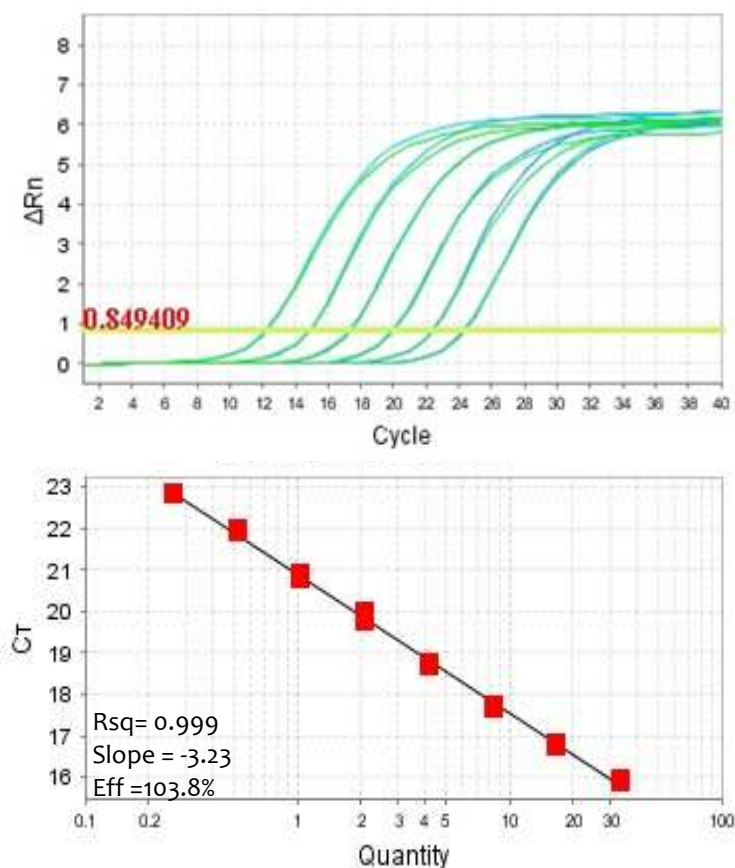 8
7
6
5
4
3
2
1
0
ΔRn
0.849409
2 4 6 8 10 12 14 16 18 20 22 24 26 28 30 32 34 36 38 40
Cycle
23
22
21
20
19
18
17
16
Cт
Rsq= 0.999
Slope = -3.23
Eff =103.8%
0.1 0.2 1 2 3 4 5 10 20 30 100
Quantity